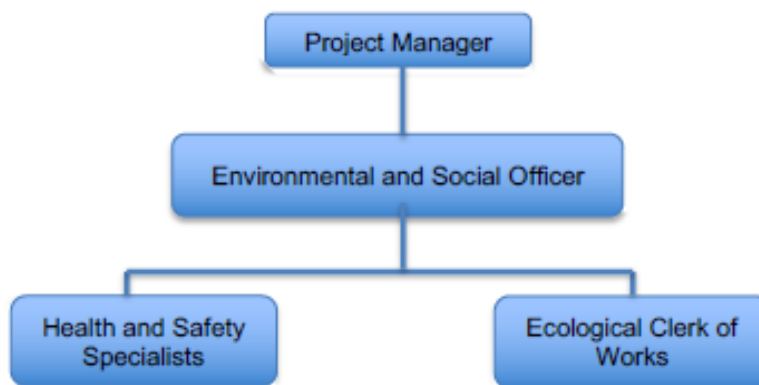 Project Manager
Environmental and Social Officer
Health and Safety
Specialists
Ecological Clerk of
Works